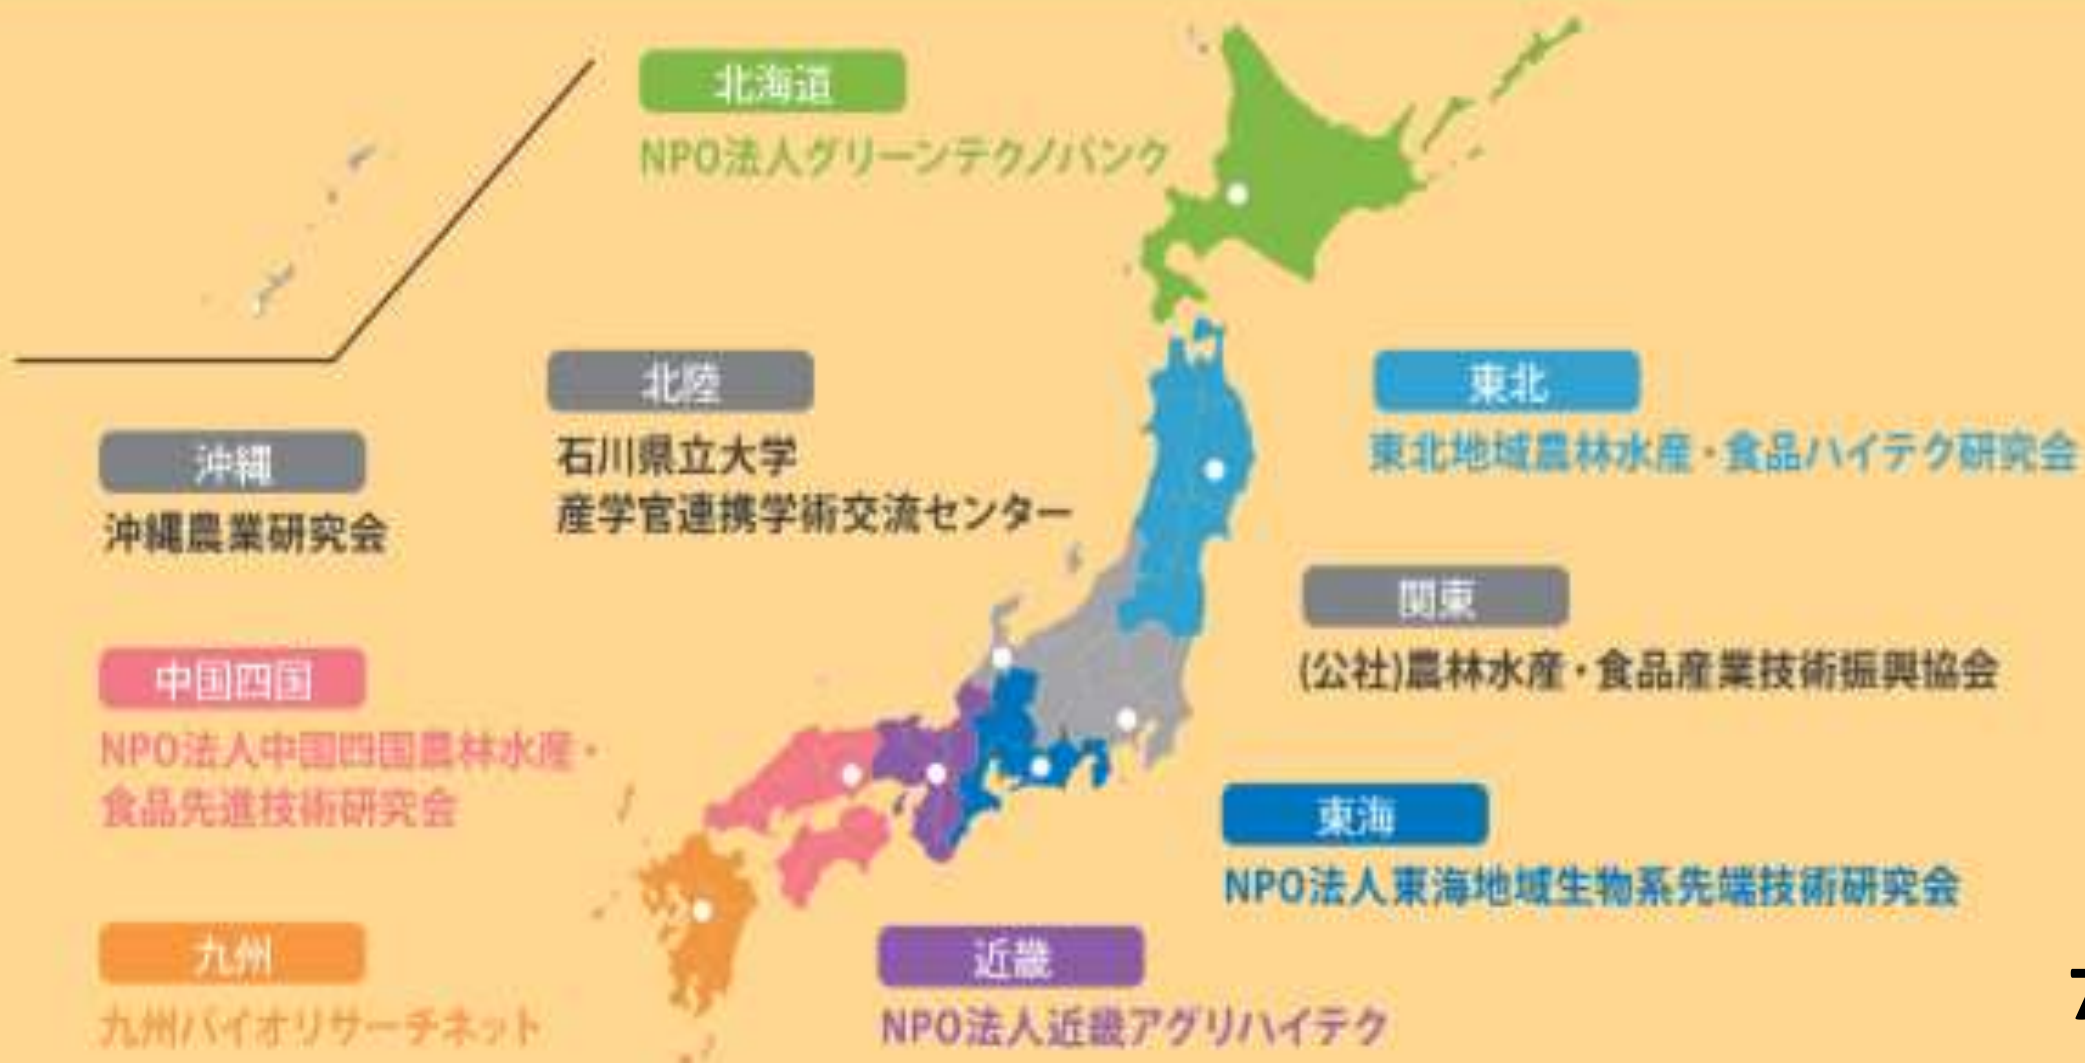 北海道
NPO法人グリーンテクノバンク
北陸
石川県立大学
産学官連携学術交流センター
東北
東北地域農林水産・食品ハイテク研究会
沖縄
沖縄農業研究会
関東
(公社)農林水産・食品産業技術振興協会
中国四国
NPO法人中国四国農林水産・
食品先進技術研究会
東海
NPO法人東海地域生物系先端技術研究会
九州
九州バイオリサーチネット
近畿
NPO法人近畿アグリハイテク
7